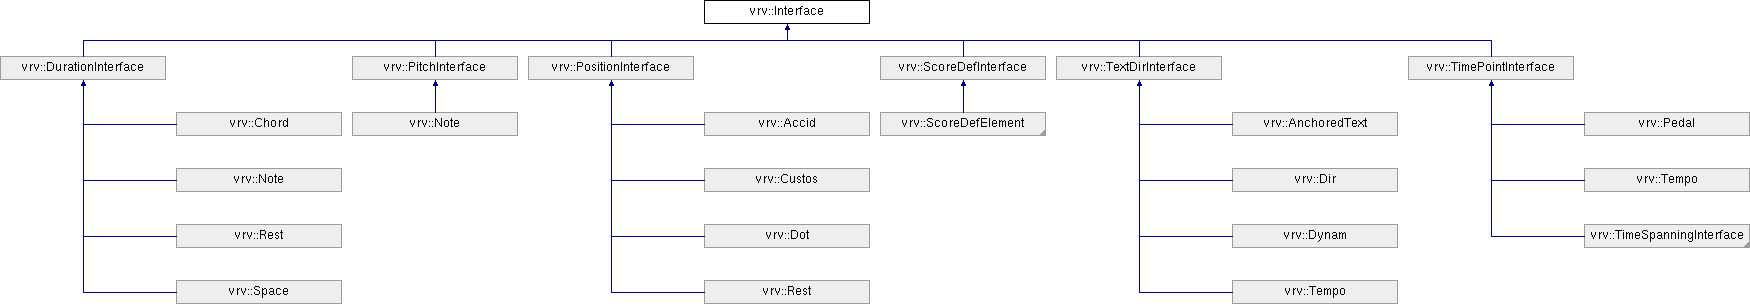 vrv::Interface
vrv::DurationInterface
vrv::PitchInterface
vrv::PositionInterface
vrv::ScoreDefInterface
vrv::TextDirInterface
vrv::TimePointInterface
vrv::Chord
vrv::Note
vrv::Accid
vrv::ScoreDefElement
vrv::AnchoredText
vrv::Pedal
vrv::Note
vrv::Custos
vrv::Dir
vrv::Tempo
vrv::Rest
vrv::Dot
vrv::Dynam
vrv::TimeSpanningInterface
vrv::Space
vrv::Rest
vrv::Tempo